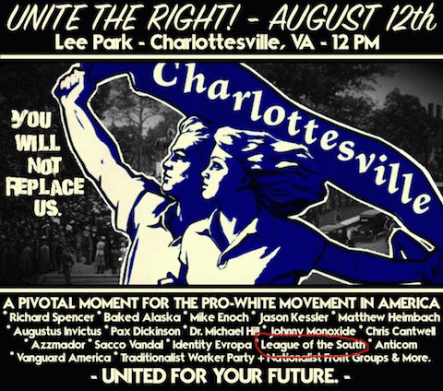 UNITE THE RIGHT! - AUGUST 12th
Lee Park - Charlottesville, VA - 12 PM
Charlottesville
YOU
WILL
NOT
REPLACE
US.
A PIVOTAL MOMENT FOR THE PRO-WHITE MOVEMENT IN AMERICA
* Richard Spencer * Baked Alaska * Mike Enoch * Jason Kessler * Matthew Heimbach
* Augustus Invictus * Pax Dickinson * Dr. Michael Hill * Johnny Monoxide * Chris Cantwell
* Azzmador * Sacco Vandal * Identity Evropa * League of the South * Anticom
* Vanguard America * Traditionalist Worker Party * Nationalist Front Groups & More.
- UNITED FOR YOUR FUTURE. -